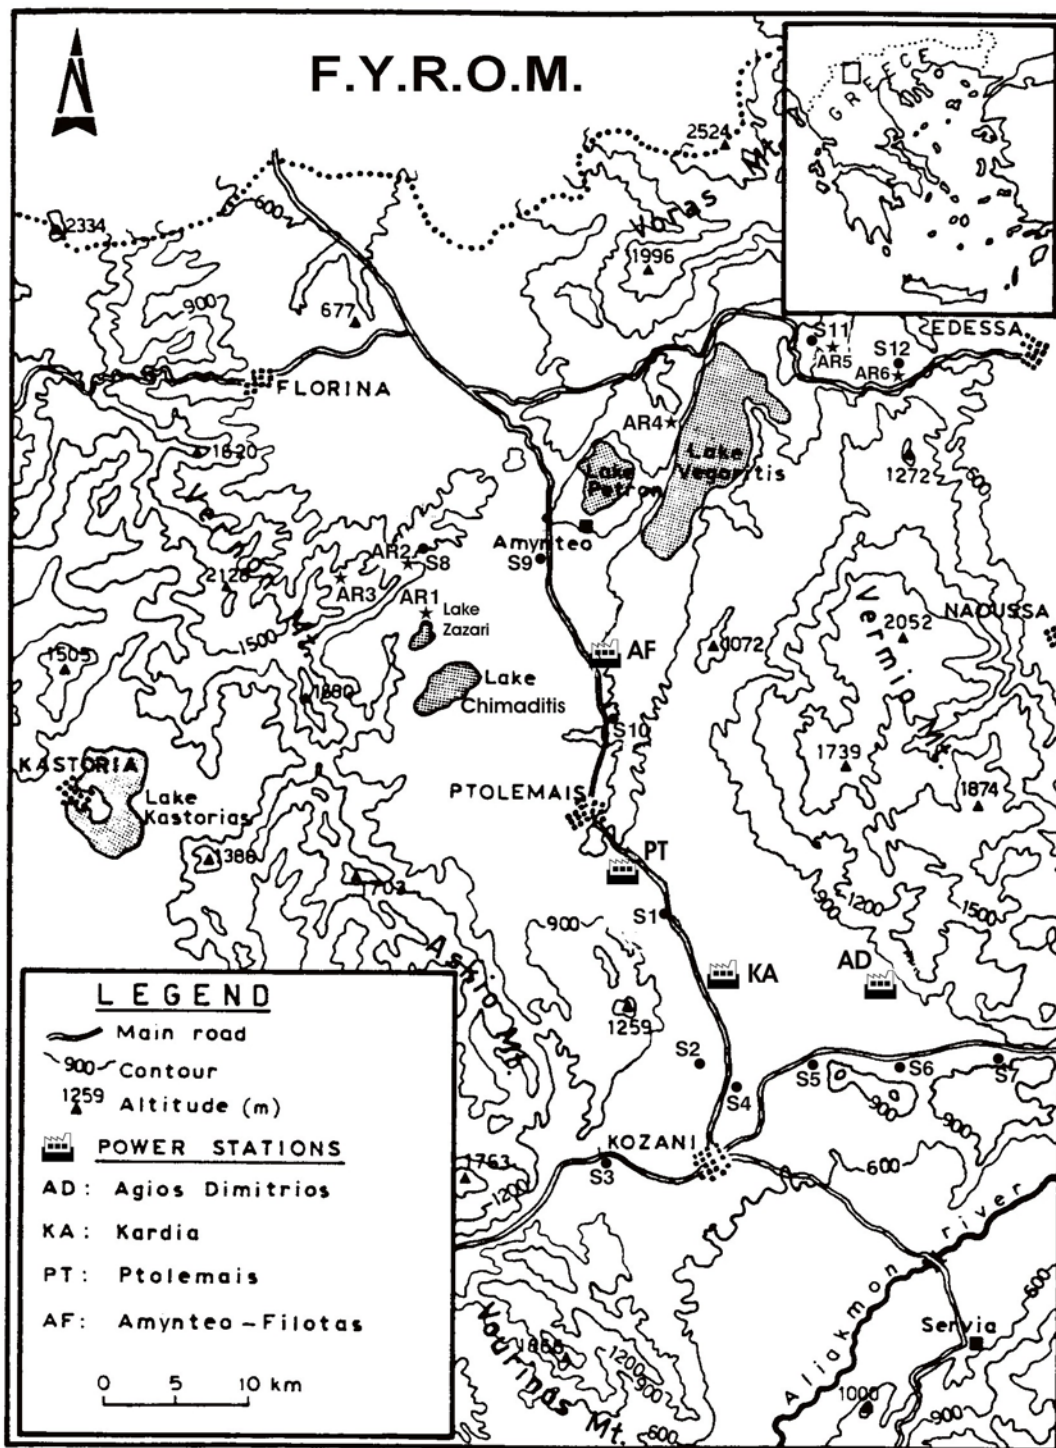 F.Y.R.O.M.
GREECE
2524
Voras Mts
2334
600
1996
900
677
S11
EDESSA
AR5
S12
AR6
FLORINA
AR4
1620
Lake
Vegoritis
Lake
Petron
1272
600
Amynteo
AR2
S8
S9
2128
AR3
AR1
Lake
Zazari
Vermio Mt.
NAOUSSA
2052
1500
1072
AF
1505
1680
Lake
Chimaditis
S10
1739
KASTORIA
PTOLEMAIS
1874
Lake
Kastorias
1386
PT
1703
900
1200
1500
S1
900
Askio Mt.
KA
AD
1259
S2
S4
S5
S6
S7
900
900
KOZANI
600
1763
1200
S3
Aliakmon river
600
Servia
1866
1200
900
Vourinos Mt.
1000
600
900
LEGEND
Main road
900 Contour
1259 Altitude (m)
POWER STATIONS
AD: Agios Dimitrios
KA: Kardia
PT: Ptolemais
AF: Amynteo-Filotas
0 5 10 km